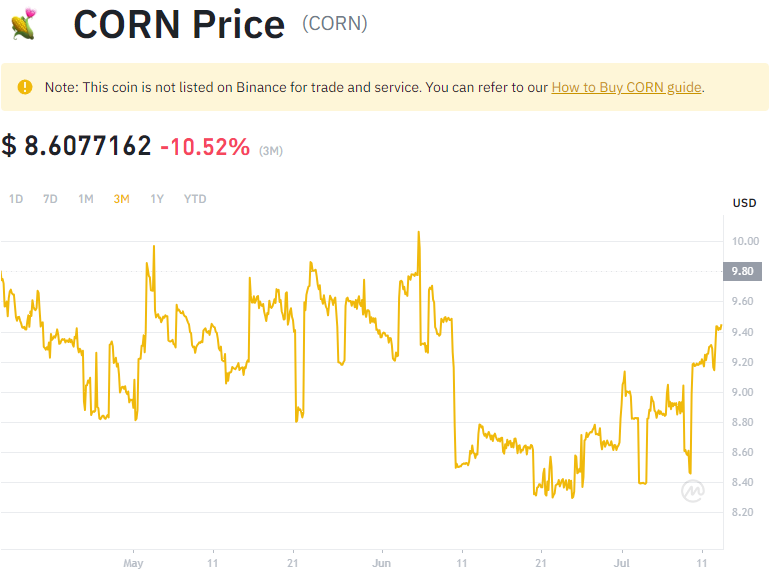 CORN Price (CORN)
Note: This coin is not listed on Binance for trade and service. You can refer to our How to Buy CORN guide.
$ 8.6077162 -10.52% (3M)
1D 7D 1M 3M 1Y YTD
USD
10.00
9.80
9.60
9.40
9.20
9.00
8.80
8.60
8.40
8.20
May 11 21 Jun 11 21 Jul 11